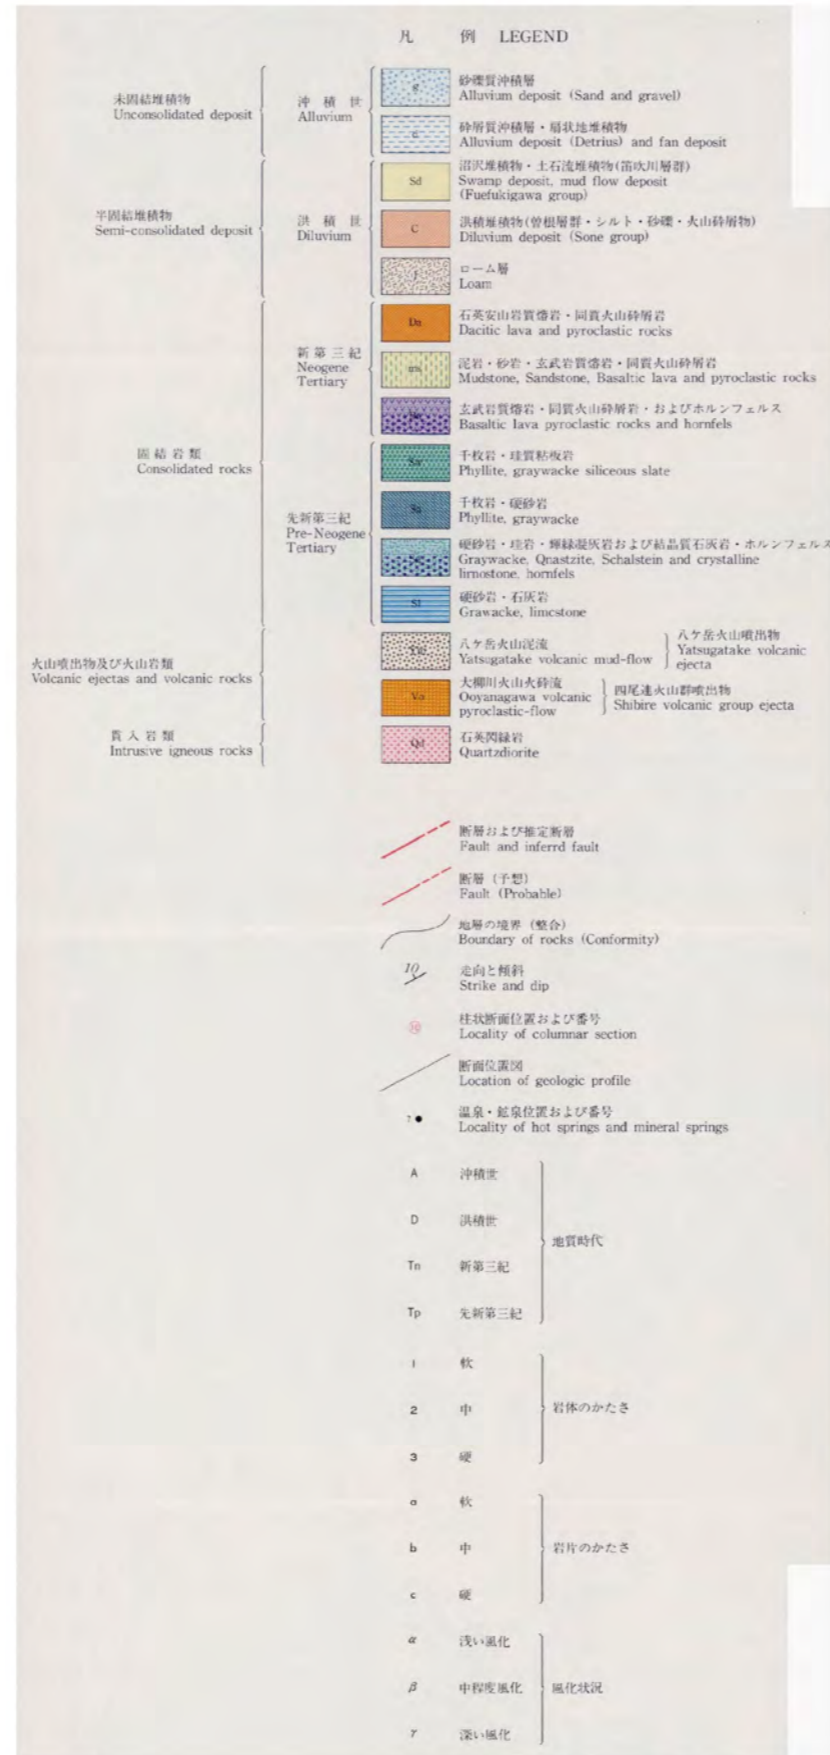 凡 例 LEGEND
未固結堆積物
Unconsolidated deposit
沖積世
Alluvium
g
砂礫質沖積層
Alluvium deposit (Sand and gravel)
砕屑質沖積層・扇状地堆積物
Alluvium deposit (Detrius) and fan deposit
半固結堆積物
Semi-consolidated deposit
洪積世
Diluvium
Sd
沼沢堆積物・土石流堆積物(笛吹川層群)
Swamp deposit, mud flow deposit
(Fuefukigawa group)
C
洪積堆積物(曽根層群・シルト・砂礫・火山砕屑物)
Diluvium deposit (Sone group)
ローム層
Loam
固結岩類
Consolidated rocks
新第三紀
Neogene
Tertiary
Da
石英安山岩質熔岩・同質火山砕屑岩
Dacitic lava and pyroclastic rocks
泥岩・砂岩・玄武岩質熔岩・同質火山砕屑岩
Mudstone, Sandstone, Basaltic lava and pyroclastic rocks
玄武岩質熔岩・同質火山砕屑岩・およびホルンフェルス
Basaltic lava pyroclastic rocks and hornfels
先新第三紀
Pre-Neogene
Tertiary
千枚岩・珪質粘板岩
Phyllite, graywacke siliceous slate
千枚岩・硬砂岩
Phyllite, graywacke
硬砂岩・珪岩・輝緑凝灰岩および結晶質石灰岩・ホルンフェルス
Graywacke, Qnastzite, Schalstein and crystalline
limostone, hornfels
Sl
硬砂岩・石灰岩
Grawacke, limcstone
火山噴出物及び火山岩類
Volcanic ejectas and volcanic rocks
八ケ岳火山泥流
Yatsugatake volcanic mud-flow
八ケ岳火山噴出物
Yatsugatake volcanic
ejecta
大柳川火山火砕流
Ooyanagawa volcanic
pyroclastic-flow
四尾連火山群噴出物
Shibire volcanic group ejecta
貫入岩類
Intrusive igneous rocks
Qd
石英閃緑岩
Quartzdiorite
断層および推定断層
Fault and inferrd fault
断層(予想)
Fault (Probable)
地層の境界(整合)
Boundary of rocks (Conformity)
10
走向と傾斜
Strike and dip
柱状断面位置および番号
Locality of columnar section
断面位置図
Location of geologic profile
7
温泉・鉱泉位置および番号
Locality of hot springs and mineral springs
A 沖積世
D 洪積世
Tn 新第三紀
Tp 先新第三紀
地質時代
1 軟
2 中
3 硬
岩体のかたさ
a 軟
b 中
c 硬
岩片のかたさ
α 浅い風化
β 中程度風化
γ 深い風化
風化状況